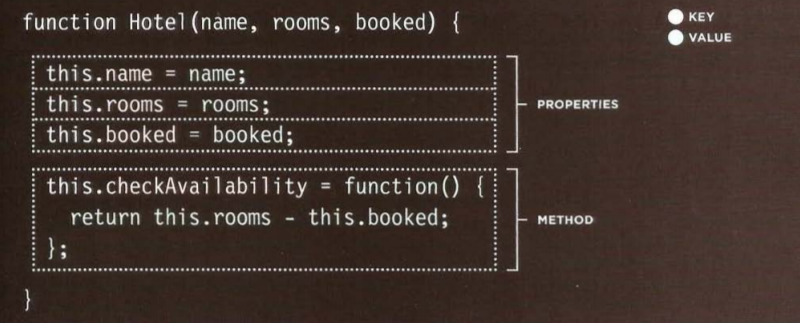 function Hotel(name, rooms, booked) {
KEY
VALUE
this.name = name;
this.rooms = rooms;
this.booked = booked;
PROPERTIES
this.checkAvailability = function() {
return this.rooms - this.booked;
};
METHOD
}